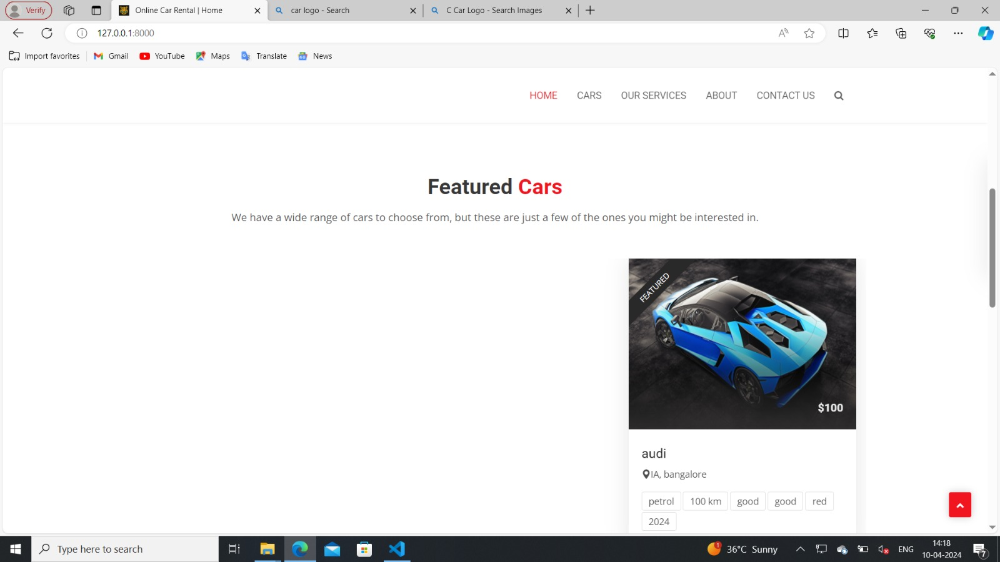 Verify
Online Car Rental | Home
car logo - Search
C Car Logo - Search Images
127.0.0.1:8000
Import favorites
Gmail
YouTube
Maps
Translate
News
HOME
CARS
OUR SERVICES
ABOUT
CONTACT US
Featured Cars
We have a wide range of cars to choose from, but these are just a few of the ones you might be interested in.
FEATURED
$100
audi
IA, bangalore
petrol
100 km
good
good
red
2024
Type here to search
1
36°C Sunny
ENG
14:18
10-04-2024
7